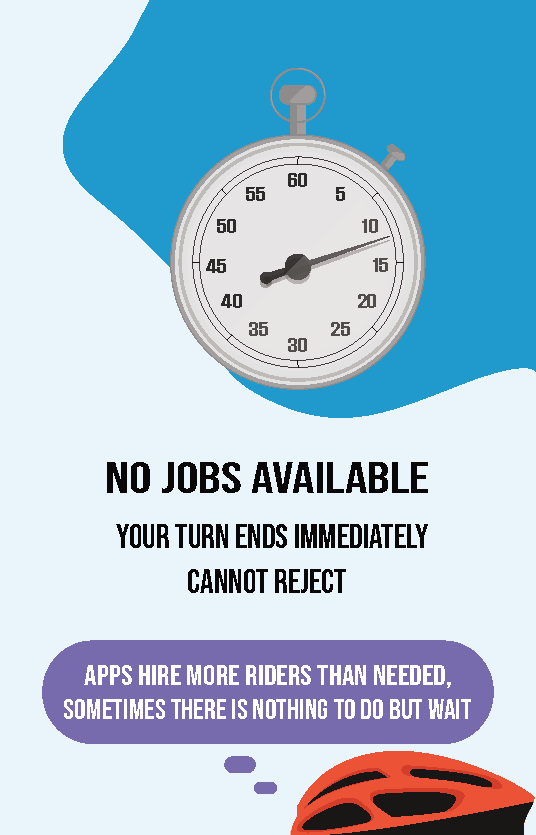 60
55
5
50
10
45
15
40
20
35
25
30
NO JOBS AVAILABLE
YOUR TURN ENDS IMMEDIATELY
CANNOT REJECT
APPS HIRE MORE RIDERS THAN NEEDED,
SOMETIMES THERE IS NOTHING TO DO BUT WAIT